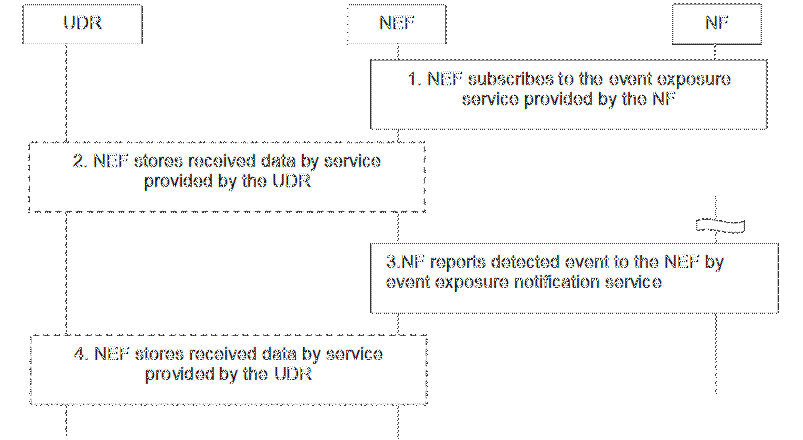 UDR
NEF
NF
1. NEF subscribes to the event exposure
service provided by the NF
2. NEF stores received data by service
provided by the UDR
3.NF reports detected event to the NEF by
event exposure notification service
4. NEF stores received data by service
provided by the UDR